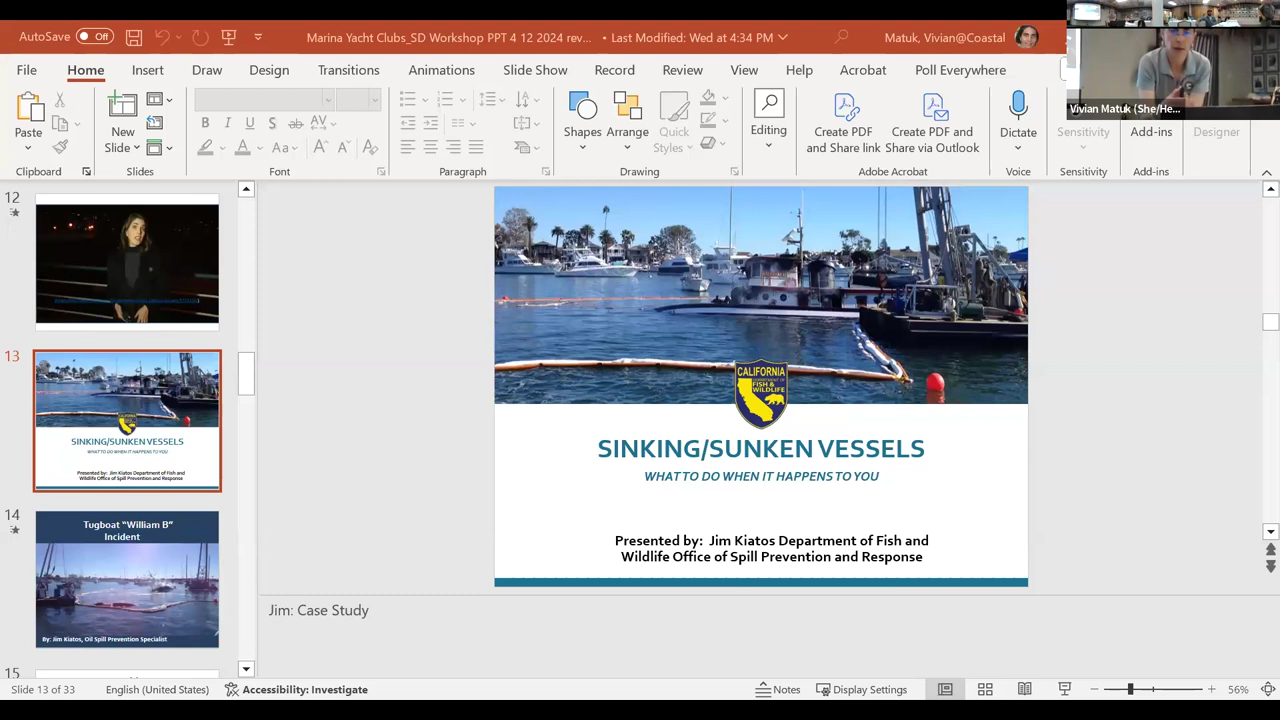 AutoSave Off
Marina Yacht Clubs_SD Workshop PPT 4 12 2024 rev... • Last Modified: Wed at 4:34 PM
Matuk, Vivian@Coastal
Vivian Matuk (She/He...
File Home Insert Draw Design Transitions Animations Slide Show Record Review View Help Acrobat Poll Everywhere
Paste
New Slide
B I U S ab AV
Aa A A
Shapes
Arrange
Quick Styles
Editing
Create PDF and Share link
Create PDF and Share via Outlook
Dictate
Sensitivity
Add-ins
Designer
Clipboard Slides Font Paragraph Drawing Adobe Acrobat Voice Sensitivity Add-ins
12
13
SINKING/SUNKEN VESSELS
WHAT TO DO WHEN IT HAPPENS TO YOU
Presented by: Jim Kiatos Department of Fish and
Wildlife Office of Spill Prevention and Response
14
Tugboat “William B”
Incident
By: Jim Kiatos, Oil Spill Prevention Specialist
15
CALIFORNIA
DEPARTMENT OF
FISH &
WILDLIFE
SINKING/SUNKEN VESSELS
WHAT TO DO WHEN IT HAPPENS TO YOU
Presented by: Jim Kiatos Department of Fish and
Wildlife Office of Spill Prevention and Response
Jim: Case Study
Slide 13 of 33 English (United States) Accessibility: Investigate Notes Display Settings 56%